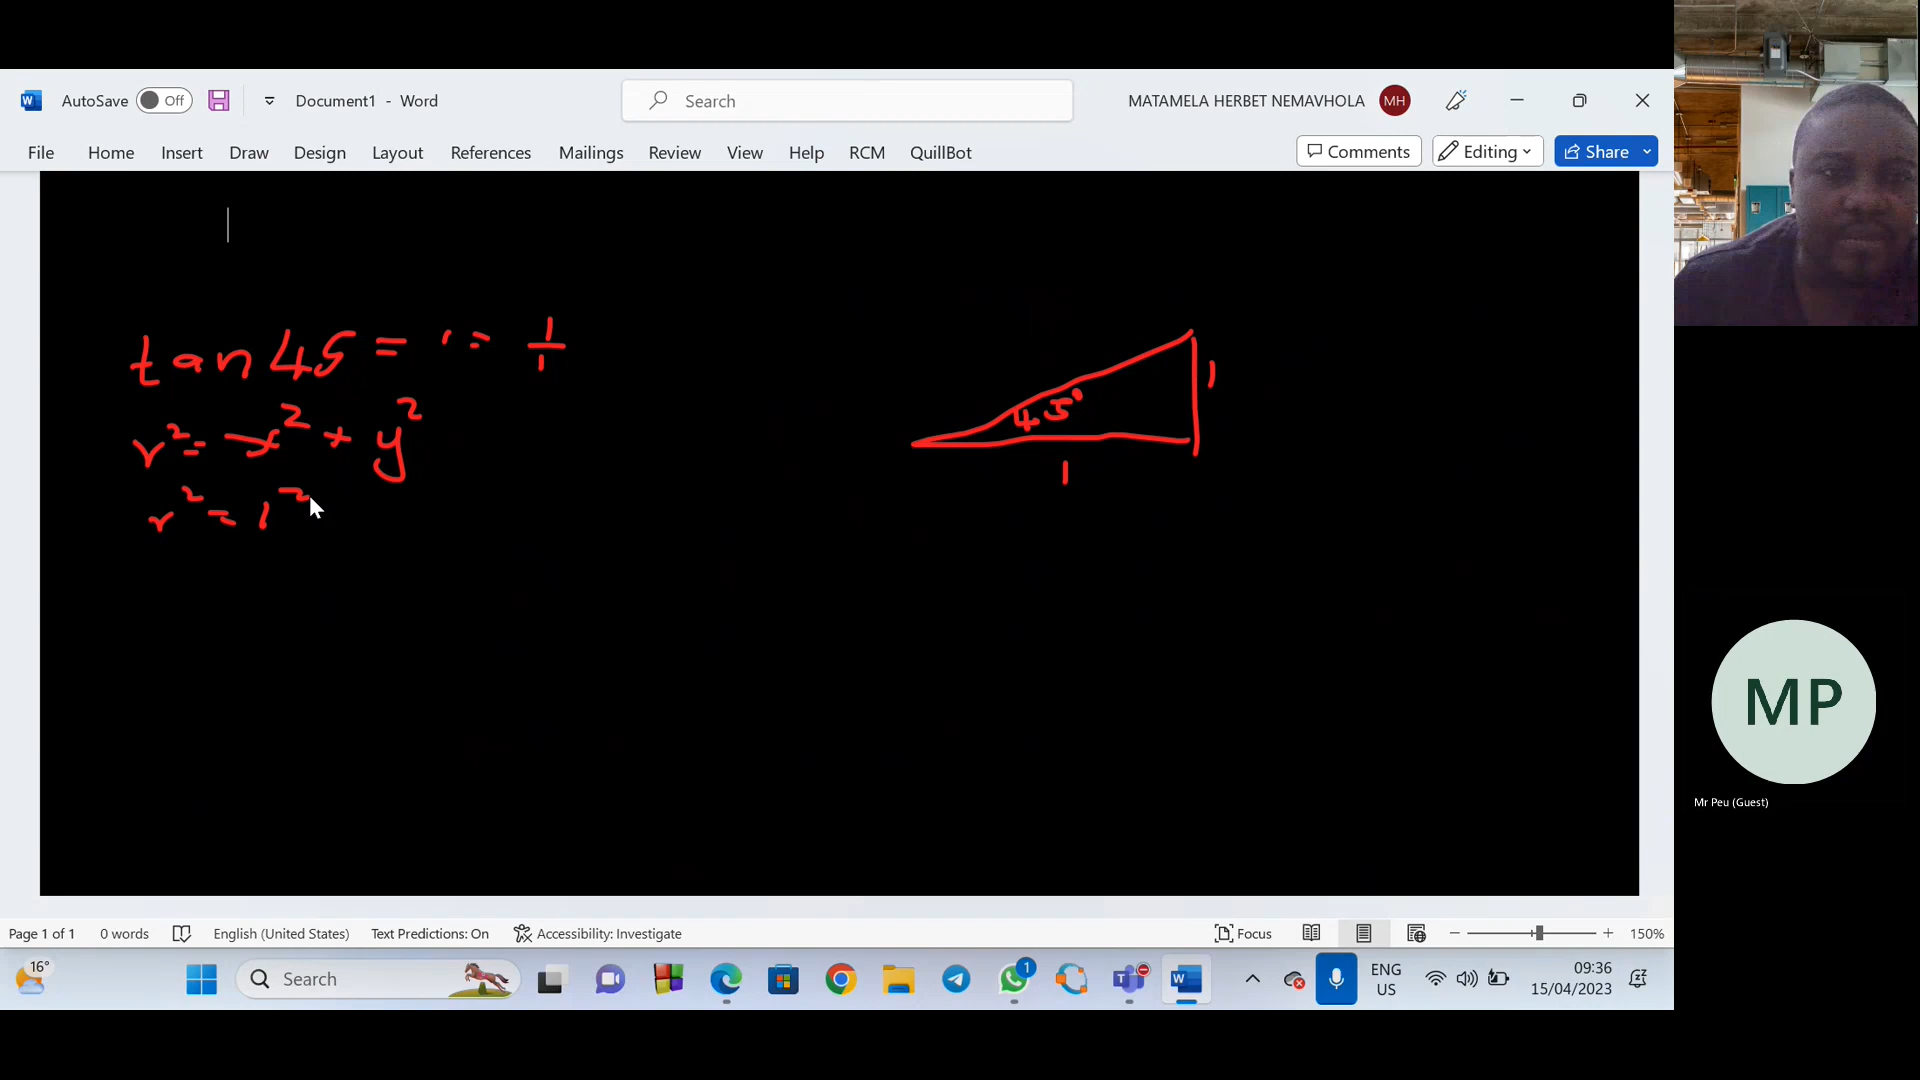 AutoSave Off Document1 - Word Search MATAMELA HERBET NEMAVHOLA MH
File Home Insert Draw Design Layout References Mailings Review View Help RCM QuillBot Comments Editing Share
tan 45 = 1 = 1/1
r² = x² + y²
r² = 1²
45°
1
1
MP
Mr Peu (Guest)
Page 1 of 1 0 words English (United States) Text Predictions: On Accessibility: Investigate Focus 150%
16° Search 1 ENG US 09:36 15/04/2023